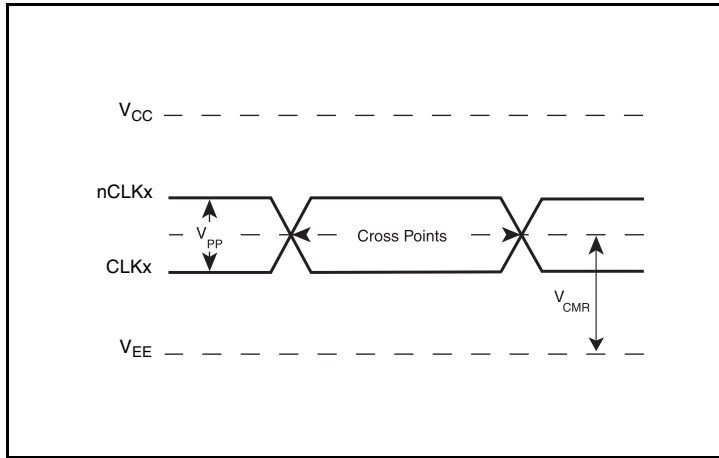 VCC
nCLKx
VPP
Cross Points
CLKx
VCMR
VEE